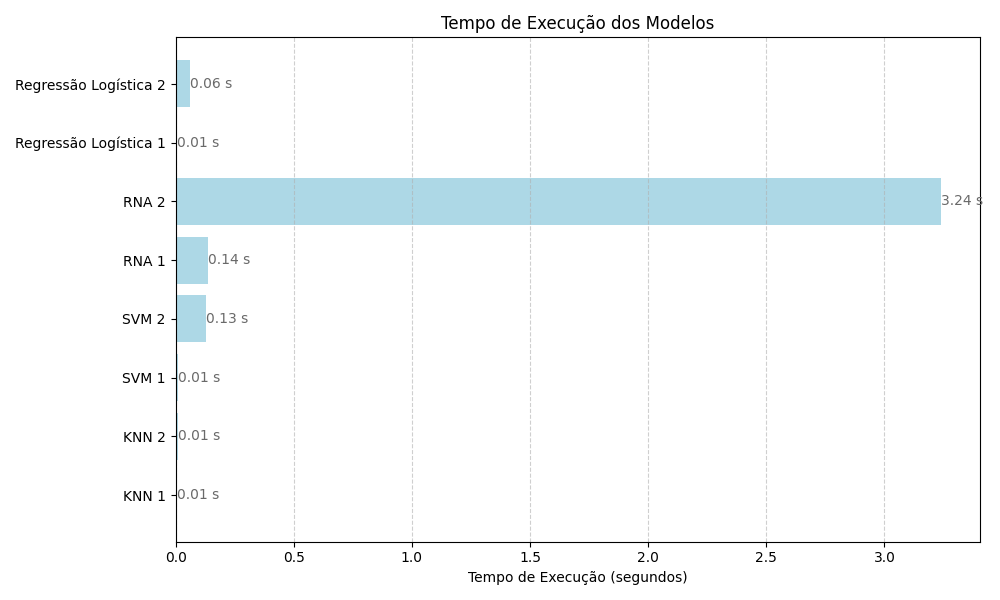 Tempo de Execução dos Modelos
Regressão Logística 2
0.06 s
Regressão Logística 1
0.01 s
RNA 2
3.24 s
RNA 1
0.14 s
SVM 2
0.13 s
SVM 1
0.01 s
KNN 2
0.01 s
KNN 1
0.01 s
0.0 0.5 1.0 1.5 2.0 2.5 3.0
Tempo de Execução (segundos)